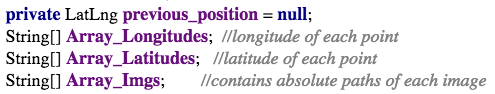 private LatLng previous_position = null;
String[] Array_Longitudes; //longitude of each point
String[] Array_Latitudes; //latitude of each point
String[] Array_Imgs; //contains absolute paths of each image